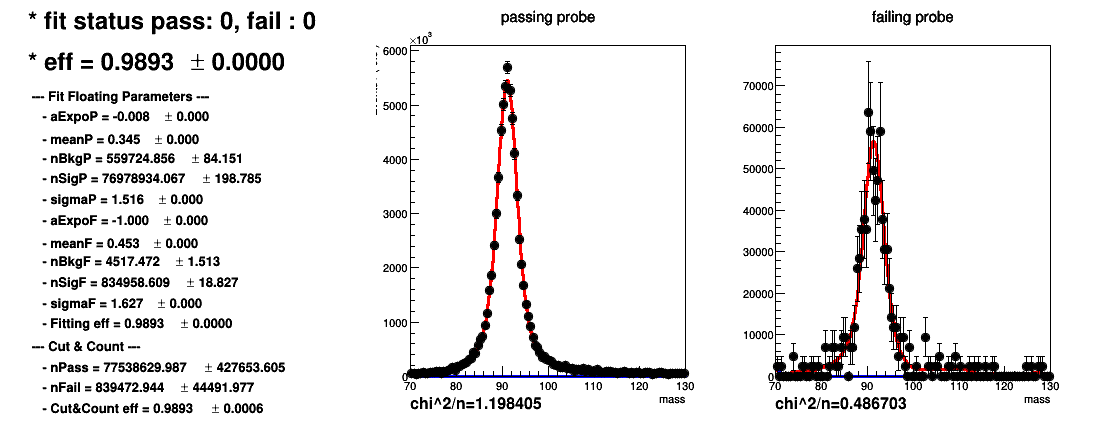 * fit status pass: 0, fail : 0
* eff = 0.9893 ± 0.0000
--- Fit Floating Parameters ---
- aExpoP = -0.008 ± 0.000
- meanP = 0.345 ± 0.000
- nBkgP = 559724.856 ± 84.151
- nSigP = 76978934.067 ± 198.785
- sigmaP = 1.516 ± 0.000
- aExpoF = -1.000 ± 0.000
- meanF = 0.453 ± 0.000
- nBkgF = 4517.472 ± 1.513
- nSigF = 834958.609 ± 18.827
- sigmaF = 1.627 ± 0.000
- Fitting eff = 0.9893 ± 0.0000
--- Cut & Count ---
- nPass = 77538629.987 ± 427653.605
- nFail = 839472.944 ± 44491.977
- Cut&Count eff = 0.9893 ± 0.0006
passing probe
×10³
6000
5000
4000
3000
2000
1000
0
70 80 90 100 110 120 130
mass
chi^2/n=1.198405
failing probe
70000
60000
50000
40000
30000
20000
10000
0
70 80 90 100 110 120 130
mass
chi^2/n=0.486703